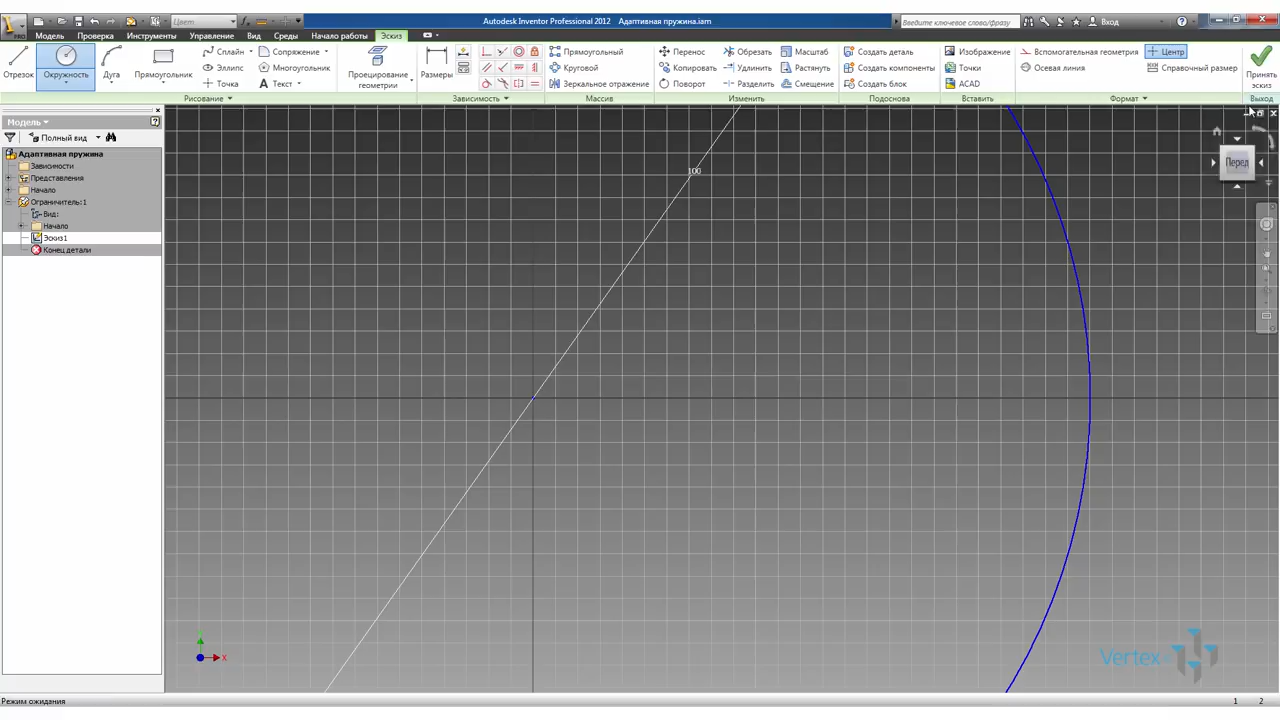 PRO
Цвет
Autodesk Inventor Professional 2012 Адаптивная пружина.iam
Введите ключевое слово/фразу
Вход
Модель Проверка Инструменты Управление Вид Среды Начало работы Эскиз
Отрезок Окружность Дуга Прямоугольник
Сплайн Сопряжение
Эллипс Многоугольник
Точка Текст
Проецирование геометрии
Размеры
Прямоугольный
Круговой
Зеркальное отражение
Перенос Обрезать Масштаб
Копировать Удлинить Растянуть
Поворот Разделить Смещение
Создать деталь
Создать компоненты
Создать блок
Изображение
Точки
ACAD
Вспомогательная геометрия Центр
Осевая линия Справочный размер
Принять эскиз
Рисование Зависимость Массив Изменить Подоснова Вставить Формат Выход
Модель
Полный вид
Адаптивная пружина
Зависимости
Представления
Начало
Ограничитель:1
Вид:
Начало
Эскиз1
Конец детали
100
Перед
X
Vertex
Режим ожидания
1 2